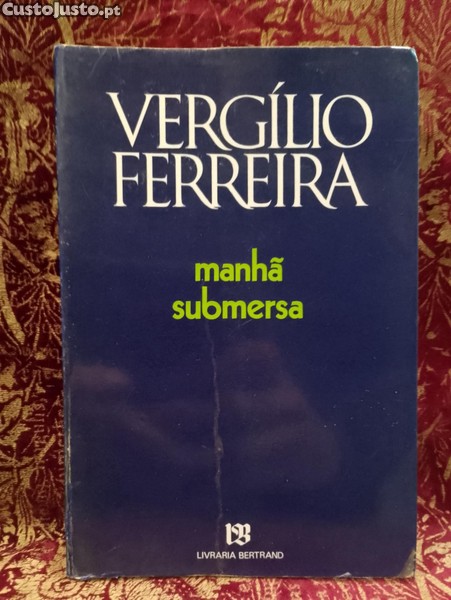 CustoJusto.pt
VERGÍLIO
FERREIRA
manhã
submersa
LIVRARIA BERTRAND